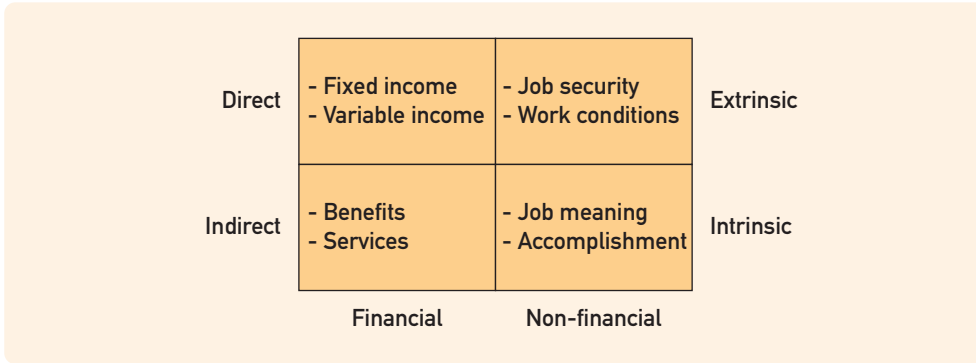 Direct
- Fixed income
- Variable income
- Job security
- Work conditions
Extrinsic
Indirect
- Benefits
- Services
- Job meaning
- Accomplishment
Intrinsic
Financial
Non-financial